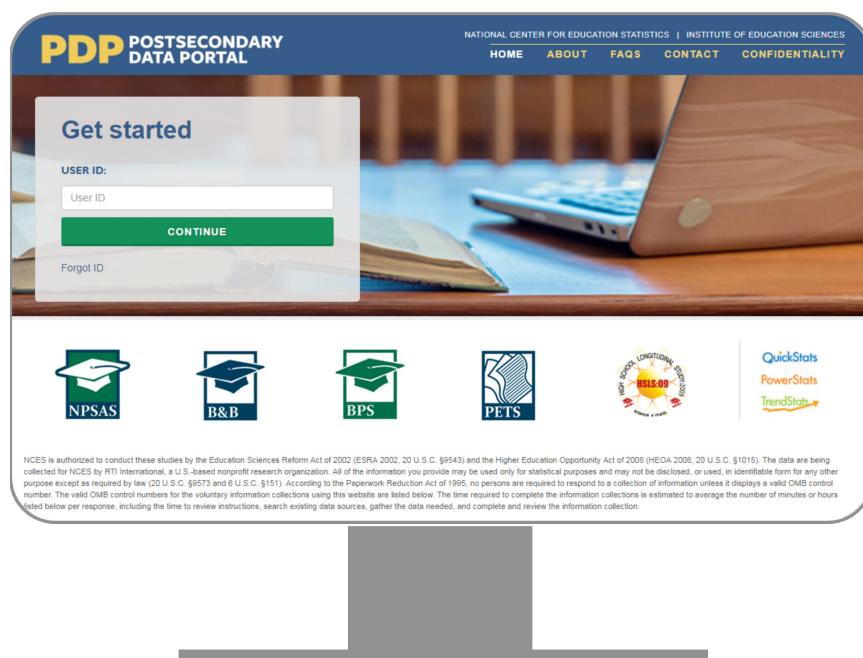 PDP POSTSECONDARY
DATA PORTAL
NATIONAL CENTER FOR EDUCATION STATISTICS | INSTITUTE OF EDUCATION SCIENCES
HOME ABOUT FAQS CONTACT CONFIDENTIALITY
Get started
USER ID:
User ID
CONTINUE
Forgot ID
NPSAS
B&B
BPS
PETS
HIGH SCHOOL LONGITUDINAL STUDY·2009
HSLS:09
science & math
QuickStats
PowerStats
TrendStats
NCES is authorized to conduct these studies by the Education Sciences Reform Act of 2002 (ESRA 2002, 20 U.S.C. §9543) and the Higher Education Opportunity Act of 2008 (HEOA 2008, 20 U.S.C. §1015). The data are being
collected for NCES by RTI International, a U.S.-based nonprofit research organization. All of the information you provide may be used only for statistical purposes and may not be disclosed, or used, in identifiable form for any other
purpose except as required by law (20 U.S.C. §9573 and 6 U.S.C. §151). According to the Paperwork Reduction Act of 1995, no persons are required to respond to a collection of information unless it displays a valid OMB control
number. The valid OMB control numbers for the voluntary information collections using this website are listed below. The time required to complete the information collections is estimated to average the number of minutes or hours
listed below per response, including the time to review instructions, search existing data sources, gather the data needed, and complete and review the information collection.